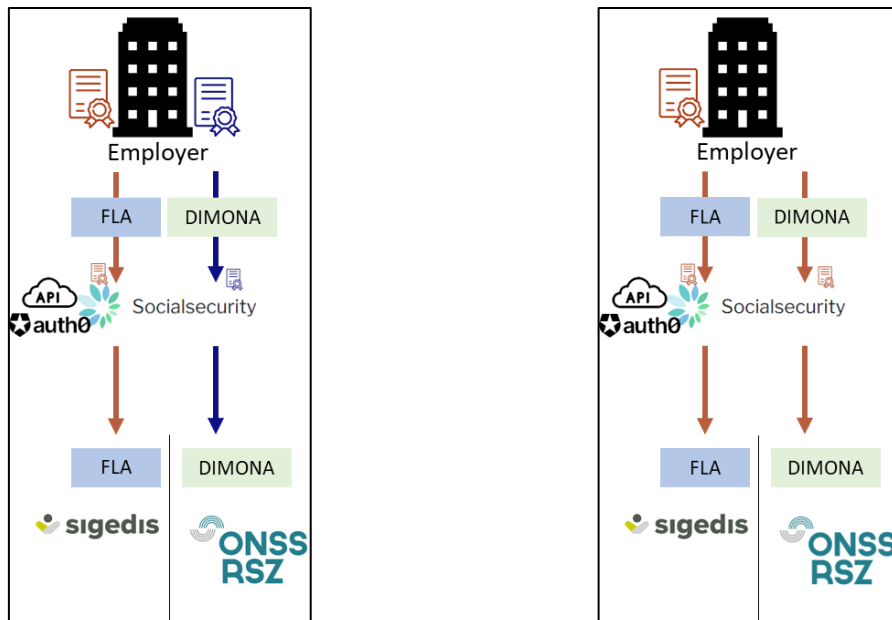 Employer
FLA DIMONA
API
auth0
Socialsecurity
FLA DIMONA
sigedis
ONSS
RSZ
Employer
FLA DIMONA
API
auth0
Socialsecurity
FLA DIMONA
sigedis
ONSS
RSZ